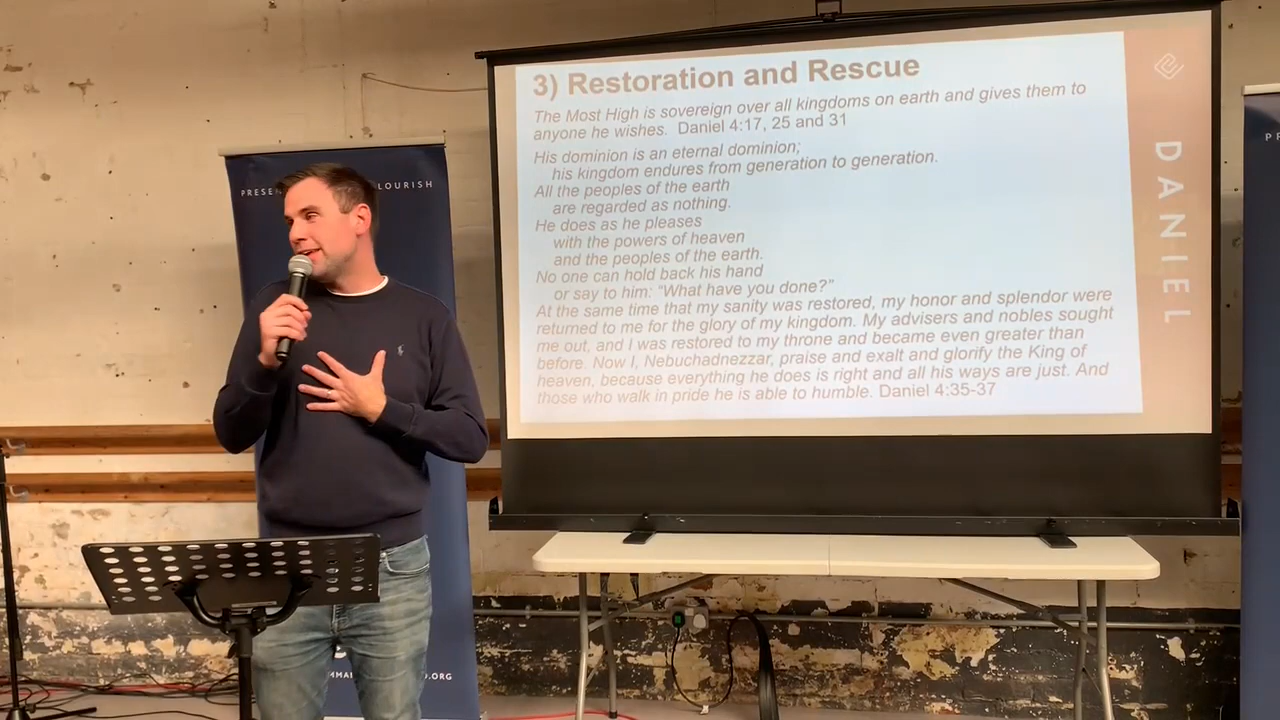 3) Restoration and Rescue
The Most High is sovereign over all kingdoms on earth and gives them to
anyone he wishes. Daniel 4:17, 25 and 31
His dominion is an eternal dominion;
his kingdom endures from generation to generation.
All the peoples of the earth
are regarded as nothing.
He does as he pleases
with the powers of heaven
and the peoples of the earth.
No one can hold back his hand
or say to him: “What have you done?”
At the same time that my sanity was restored, my honor and splendor were
returned to me for the glory of my kingdom. My advisers and nobles sought
me out, and I was restored to my throne and became even greater than
before. Now I, Nebuchadnezzar, praise and exalt and glorify the King of
heaven, because everything he does is right and all his ways are just. And
those who walk in pride he is able to humble. Daniel 4:35-37
DANIEL